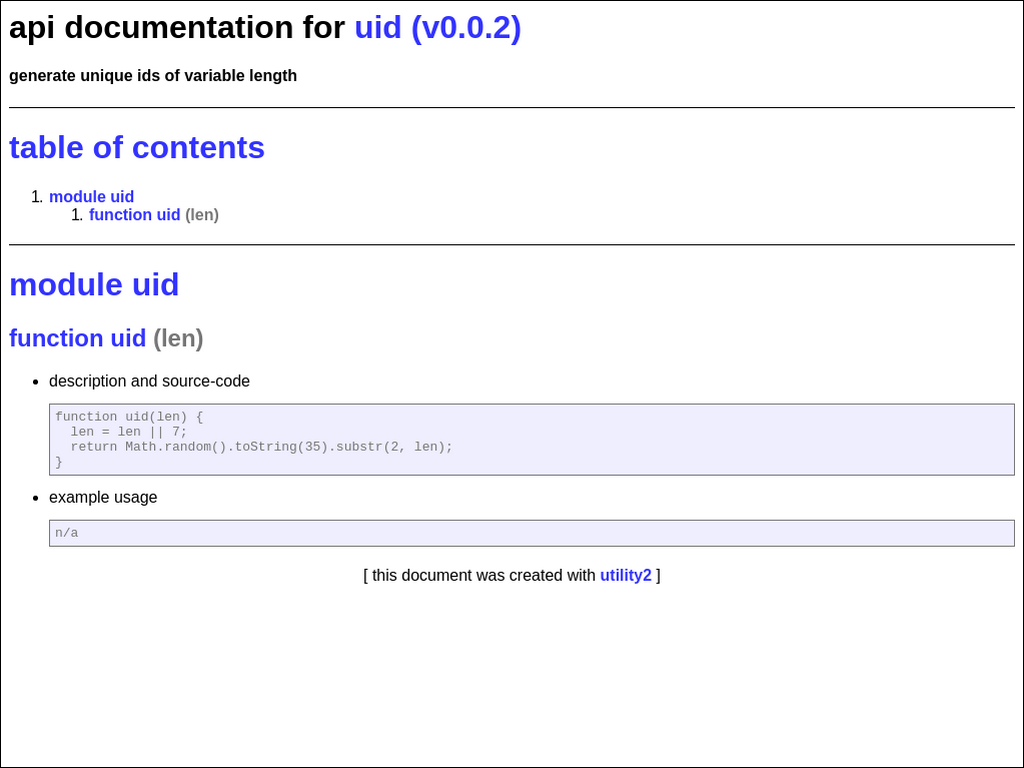 api documentation for uid (v0.0.2)
generate unique ids of variable length
table of contents
1. module uid
1. function uid (len)
module uid
function uid (len)
• description and source-code
function uid(len) {
  len = len || 7;
  return Math.random().toString(35).substr(2, len);
}
• example usage
n/a
[ this document was created with utility2 ]